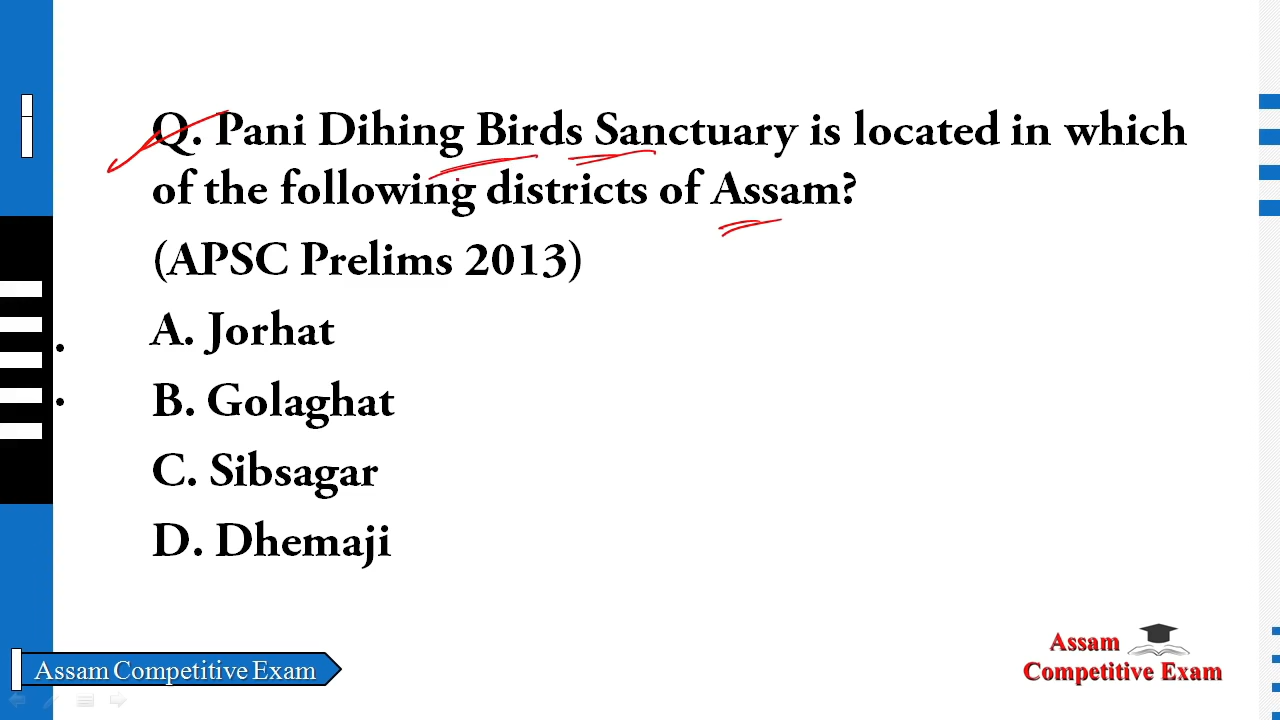 Q. Pani Dihing Birds Sanctuary is located in which
of the following districts of Assam?
(APSC Prelims 2013)
A. Jorhat
B. Golaghat
C. Sibsagar
D. Dhemaji
Assam Competitive Exam
Assam
Competitive Exam